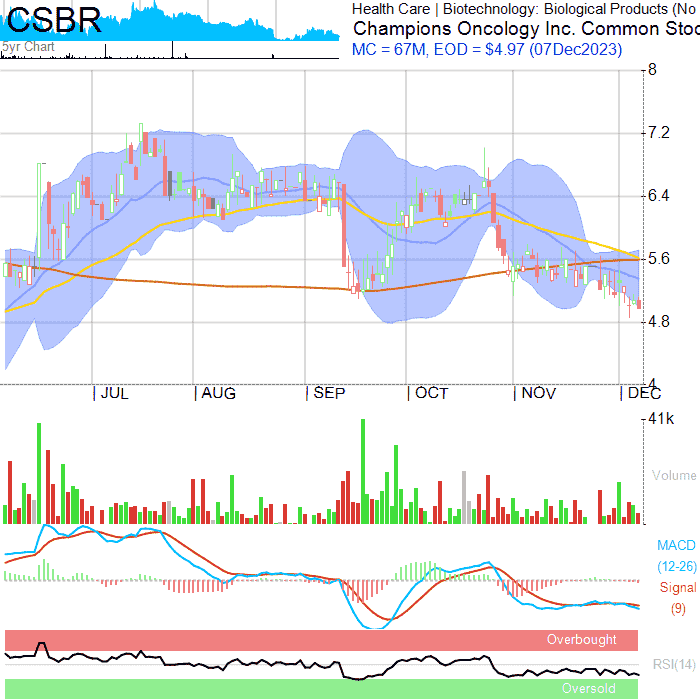 CSBR
Health Care | Biotechnology: Biological Products (No
Champions Oncology Inc. Common Stoc
5yr Chart
MC = 67M, EOD = $4.97 (07Dec2023)
8
7.2
6.4
5.6
4.8
4
JUL AUG SEP OCT NOV DEC
41k
Volume
MACD
(12-26)
Signal
(9)
Overbought
RSI(14)
Oversold